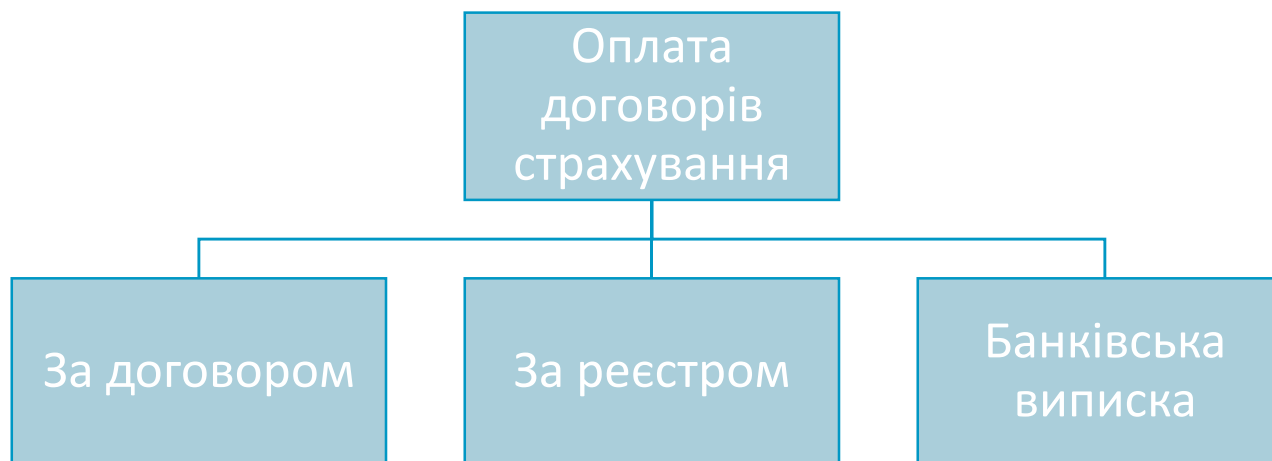 Оплата
договорів
страхування
За договором
За реєстром
Банківська
виписка